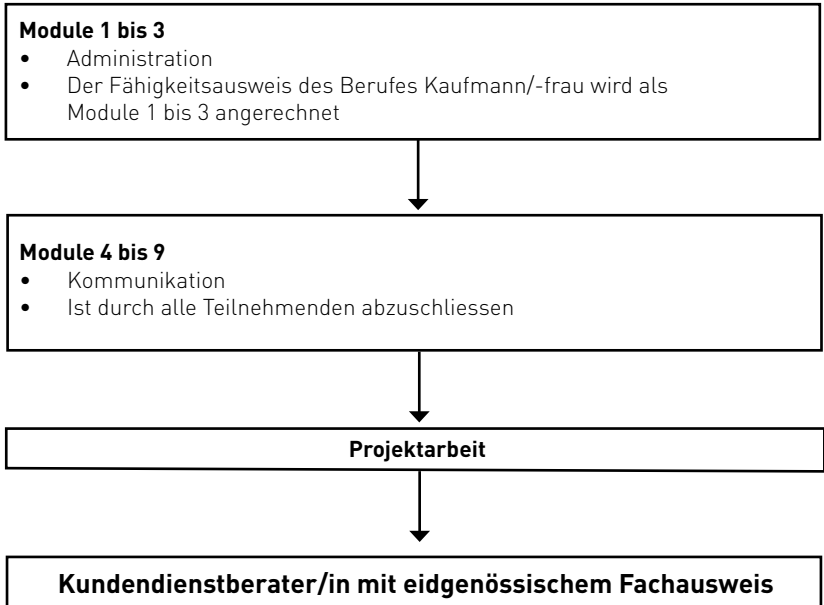 Module 1 bis 3
• Administration
• Der Fähigkeitsausweis des Berufes Kaufmann/-frau wird als
Module 1 bis 3 angerechnet
Module 4 bis 9
• Kommunikation
• Ist durch alle Teilnehmenden abzuschliessen
Projektarbeit
Kundendienstberater/in mit eidgenössischem Fachausweis